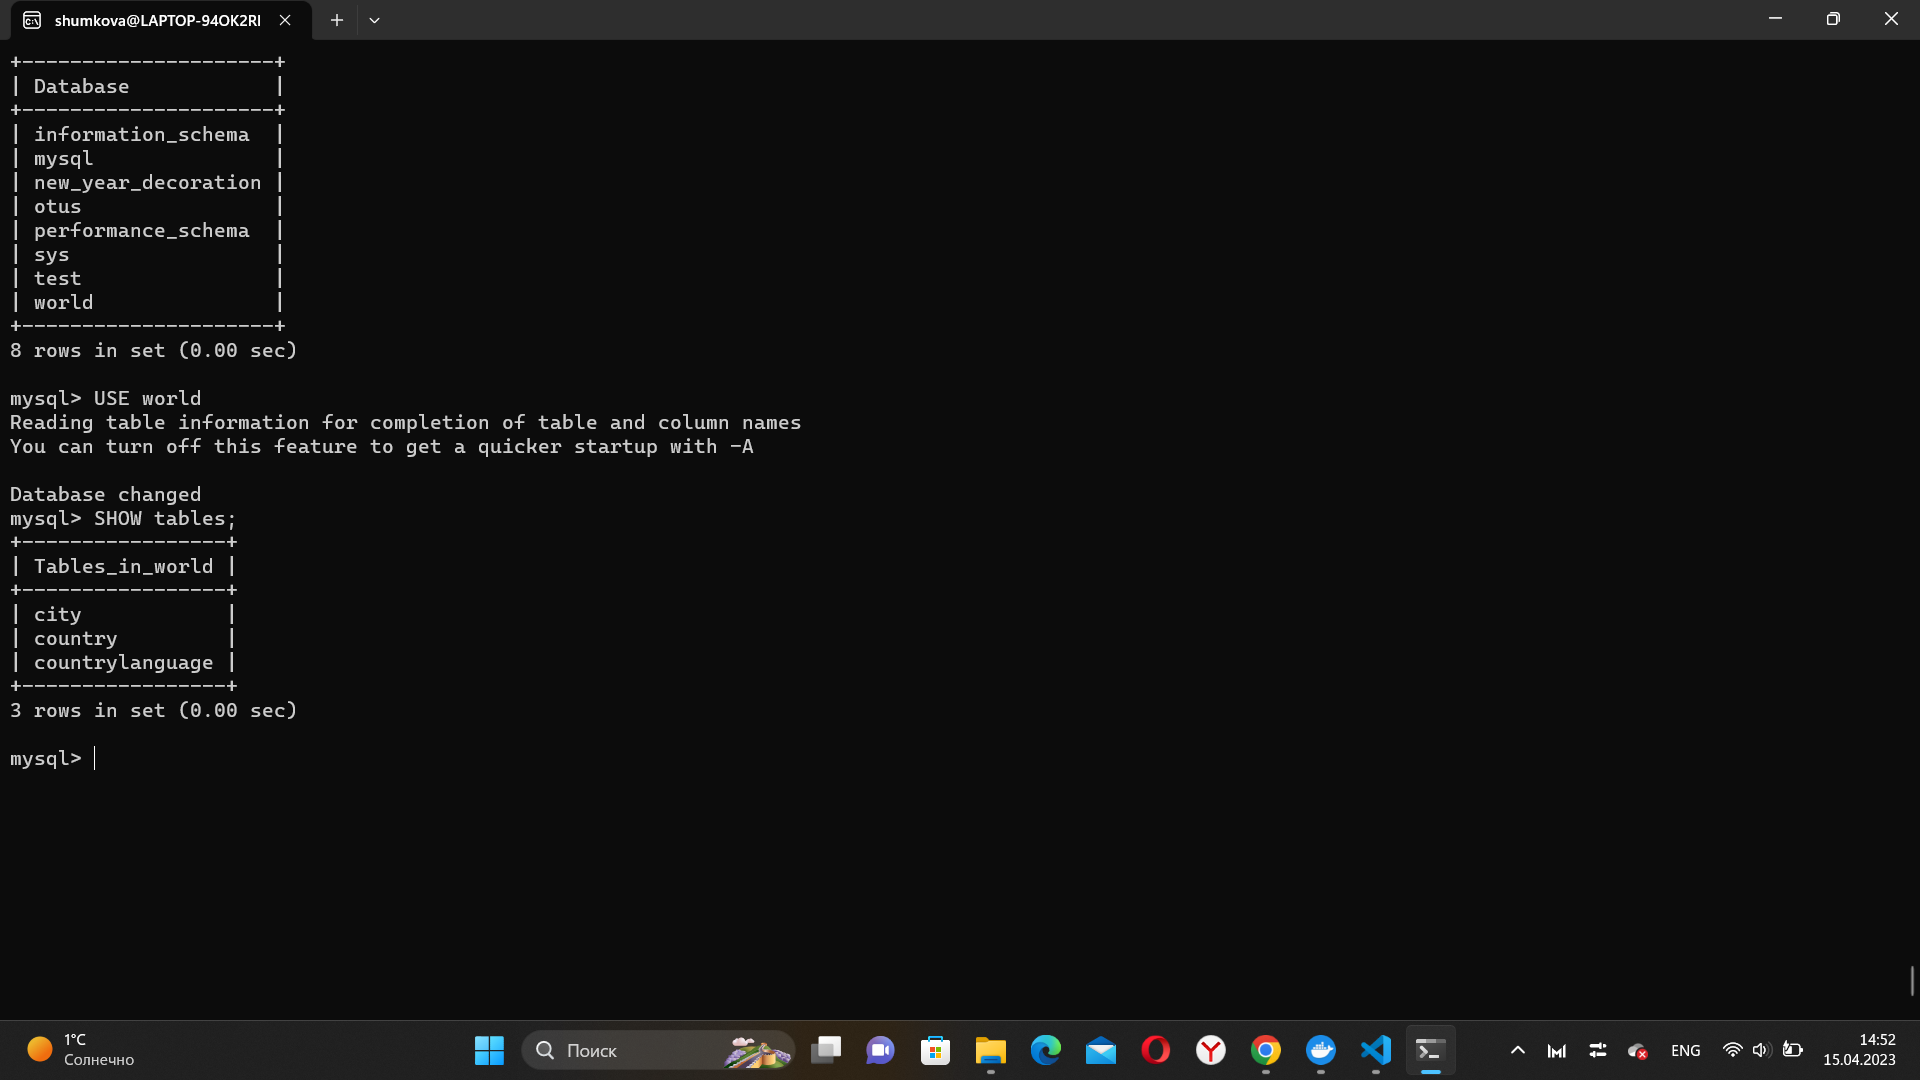 shumkova@LAPTOP-94OK2RI
+---------------------+
| Database            |
+---------------------+
| information_schema  |
| mysql               |
| new_year_decoration |
| otus                |
| performance_schema  |
| sys                 |
| test                |
| world               |
+---------------------+
8 rows in set (0.00 sec)
mysql> USE world
Reading table information for completion of table and column names
You can turn off this feature to get a quicker startup with -A
Database changed
mysql> SHOW tables;
+-----------------+
| Tables_in_world |
+-----------------+
| city            |
| country         |
| countrylanguage |
+-----------------+
3 rows in set (0.00 sec)
mysql>
1°C
Солнечно
Поиск
ENG
14:52
15.04.2023